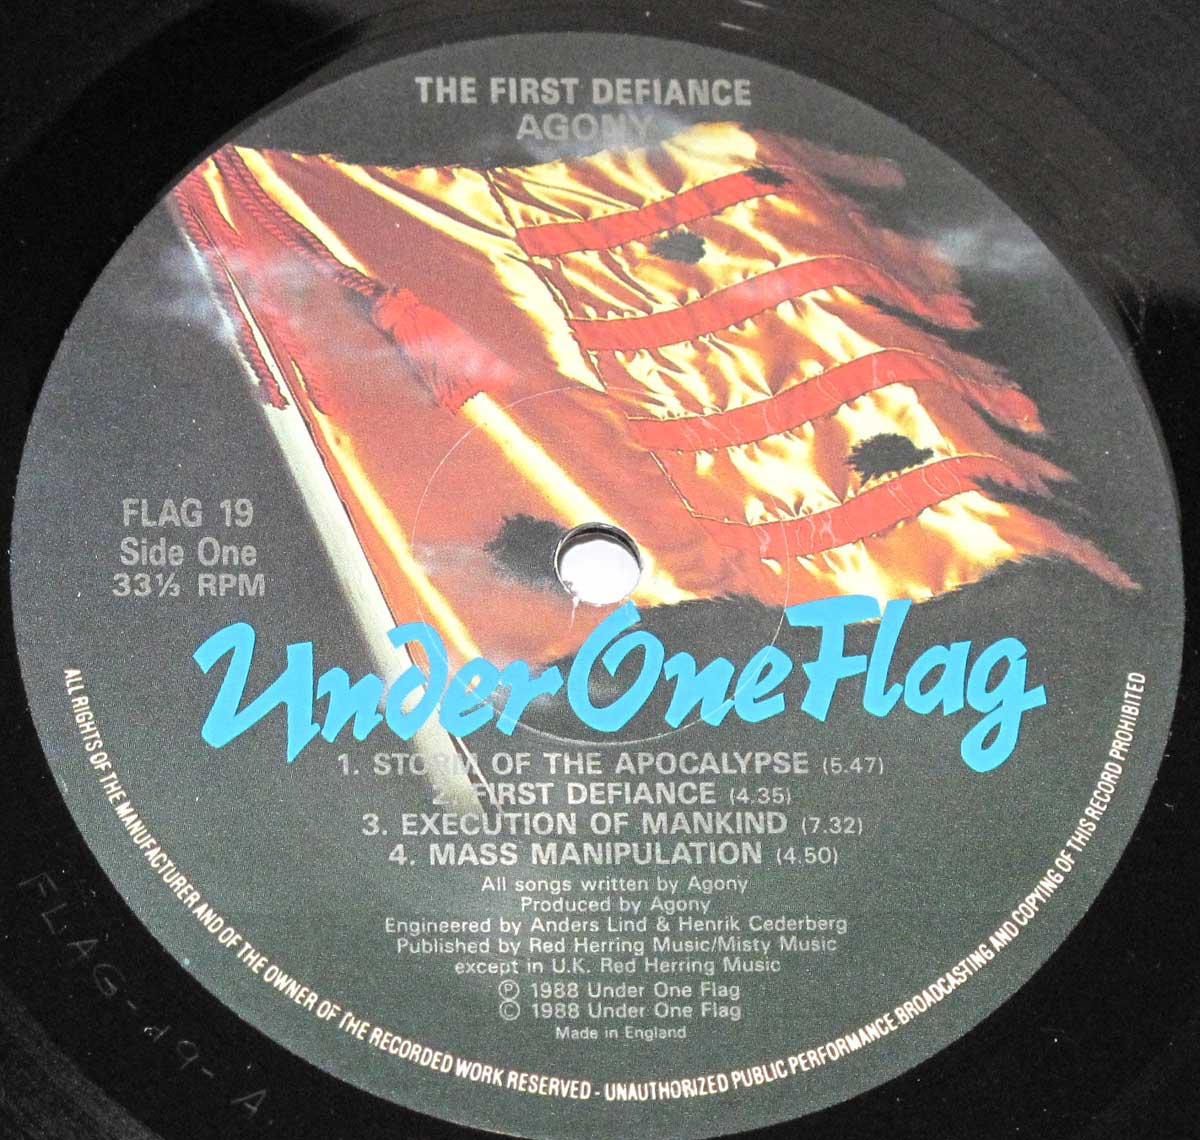 THE FIRST DEFIANCE
AGONY
FLAG 19
Side One
33⅓ RPM
Under One Flag
1. STORM OF THE APOCALYPSE (5.47)
2. FIRST DEFIANCE (4.35)
3. EXECUTION OF MANKIND (7.32)
4. MASS MANIPULATION (4.50)
All songs written by Agony
Produced by Agony
Engineered by Anders Lind & Henrik Cederberg
Published by Red Herring Music/Misty Music
except in U.K. Red Herring Music
℗ 1988 Under One Flag
© 1988 Under One Flag
Made in England
ALL RIGHTS OF THE MANUFACTURER AND OF THE OWNER OF THE RECORDED WORK RESERVED - UNAUTHORIZED PUBLIC PERFORMANCE BROADCASTING AND COPYING OF THIS RECORD PROHIBITED
FLAG-19-A